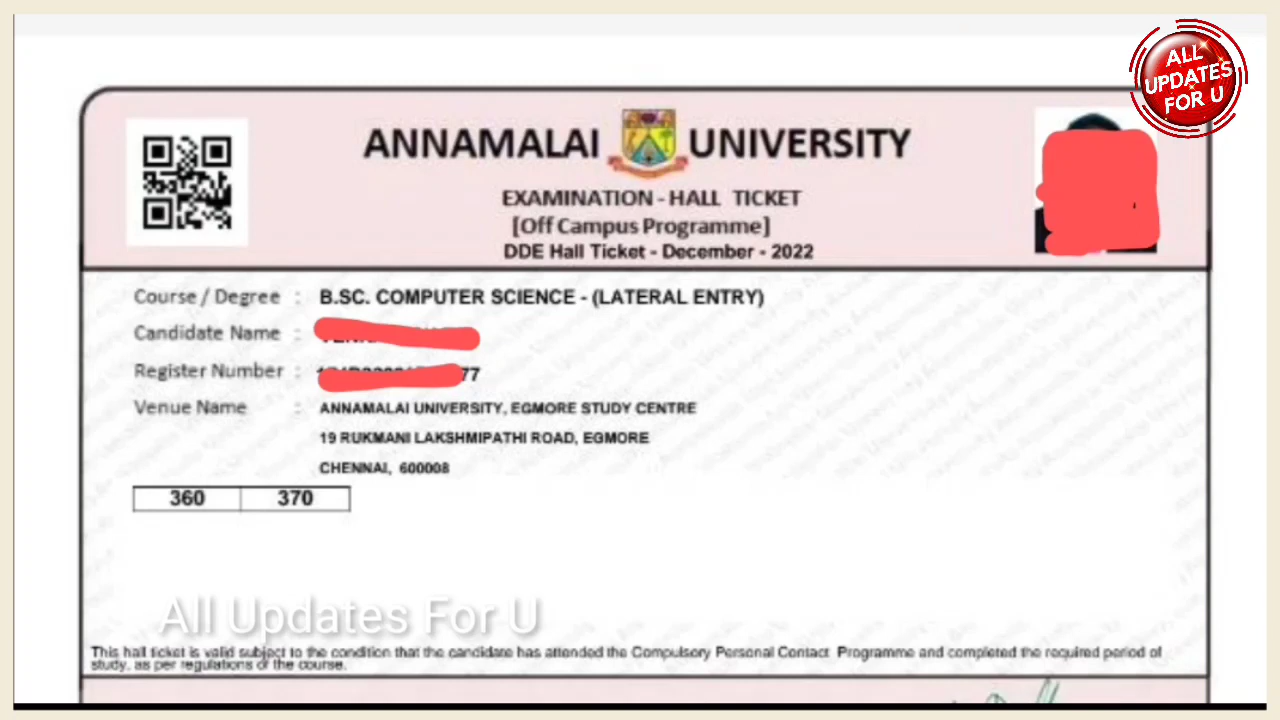 ALL
UPDATES
FOR U
ANNAMALAI UNIVERSITY
EXAMINATION - HALL TICKET
[Off Campus Programme]
DDE Hall Ticket - December - 2022
Course / Degree : B.SC. COMPUTER SCIENCE - (LATERAL ENTRY)
Candidate Name :
Register Number : 77
Venue Name : ANNAMALAI UNIVERSITY, EGMORE STUDY CENTRE
19 RUKMANI LAKSHMIPATHI ROAD, EGMORE
CHENNAI, 600008
360 370
All Updates For U
This hall ticket is valid subject to the condition that the candidate has attended the Compulsory Personal Contact Programme and completed the required period of
study, as per regulations of the course.